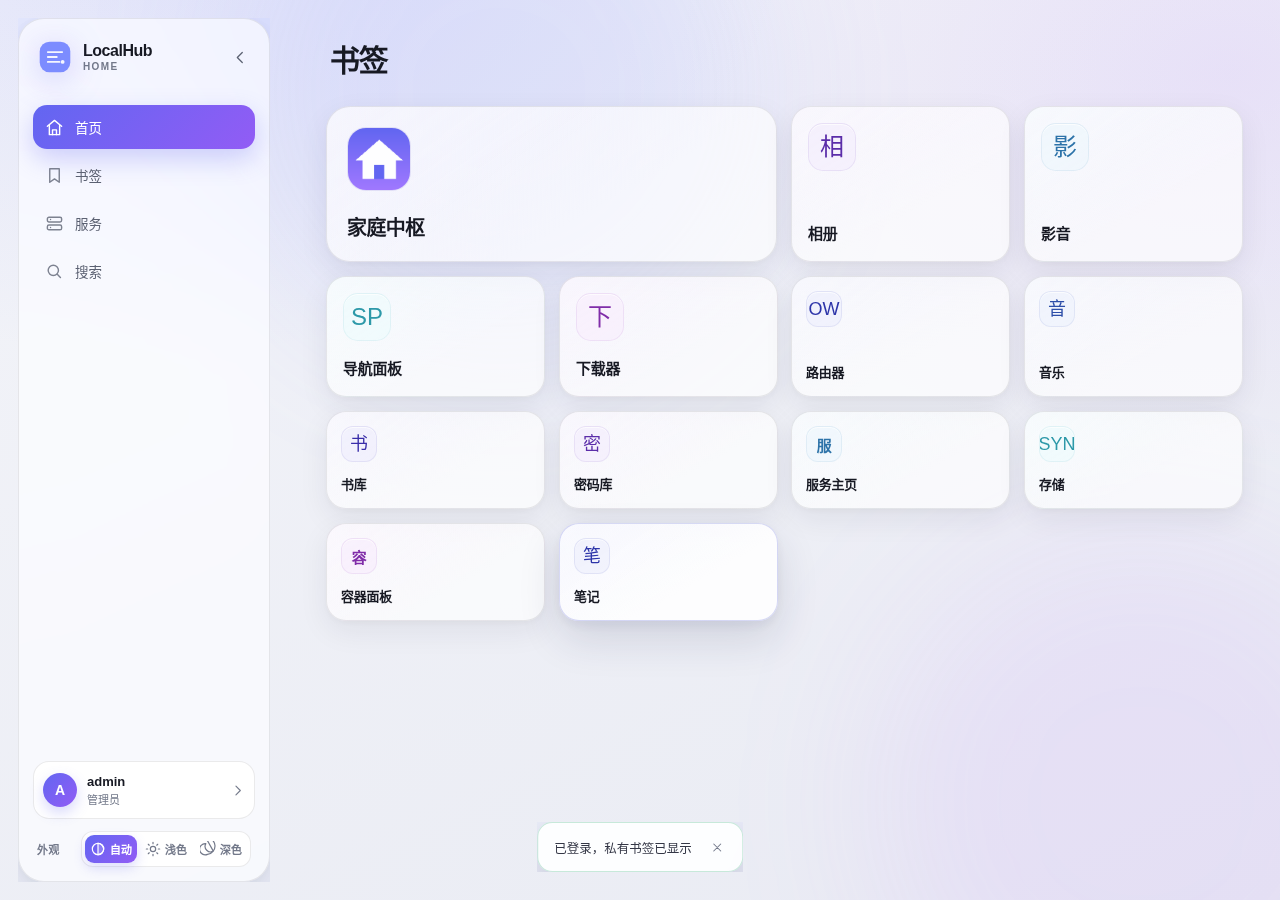 LocalHub
HOME
首页
书签
服务
搜索
admin
管理员
A
外观
自动
浅色
深色
书签
家庭中枢
相
相册
影
影音
SP
导航面板
下
下载器
OW
路由器
音
音乐
书
书库
密
密码库
服
服务主页
SYN
存储
容
容器面板
笔
笔记
已登录，私有书签已显示